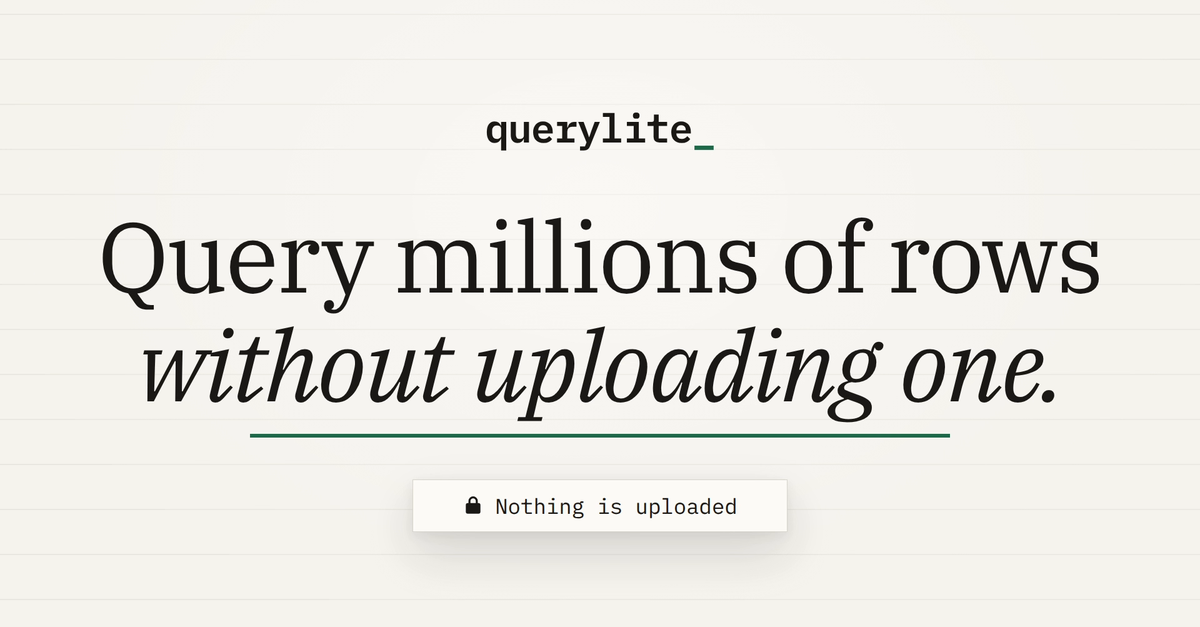 querylite_
Query millions of rows
without uploading one.
Nothing is uploaded